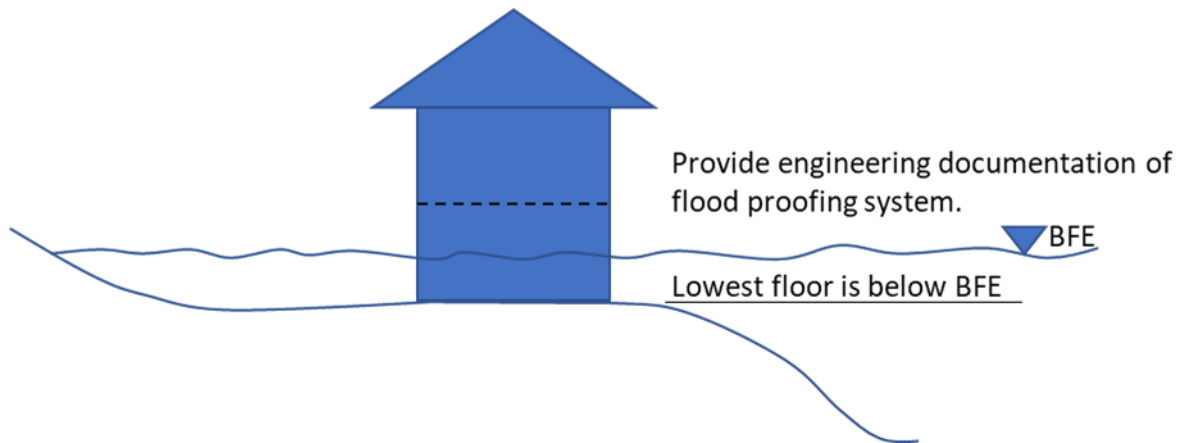 Provide engineering documentation of
flood proofing system.
BFE
Lowest floor is below BFE